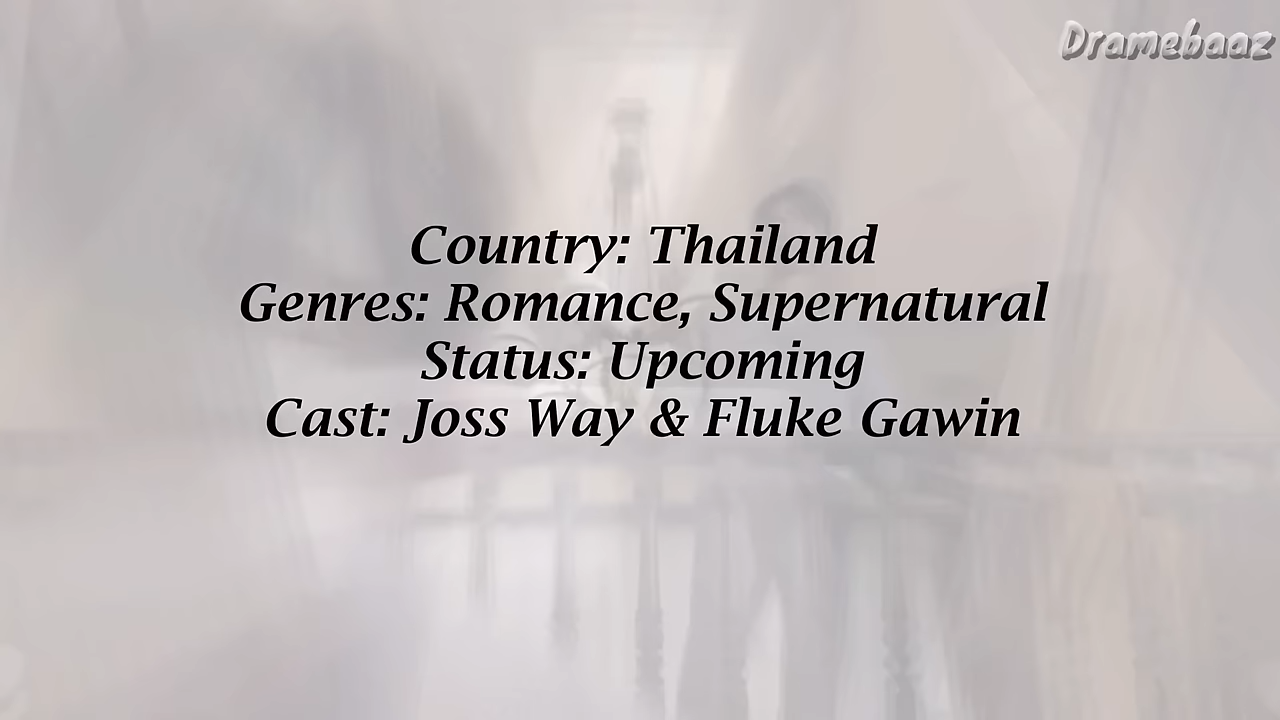 Dramebaaz
Country: Thailand
Genres: Romance, Supernatural
Status: Upcoming
Cast: Joss Way & Fluke Gawin